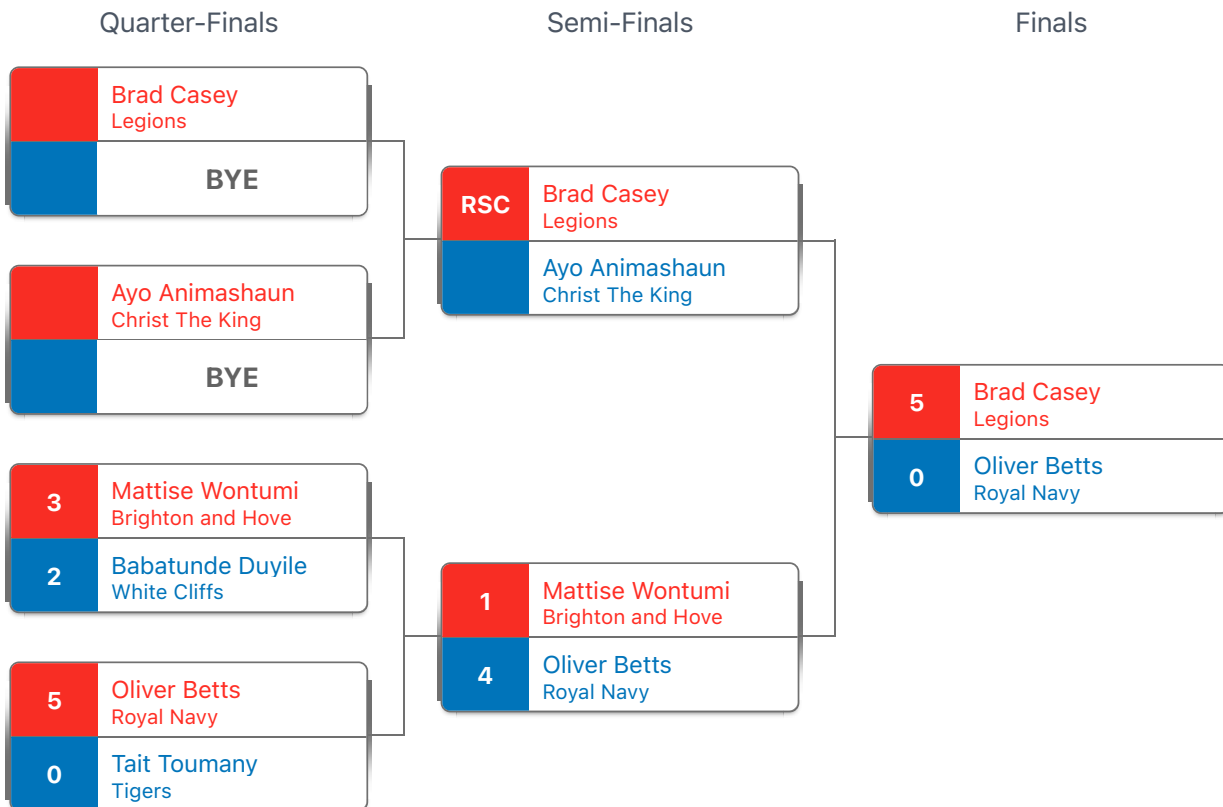 Quarter-Finals
Semi-Finals
Finals
Brad Casey
Legions
BYE
Ayo Animashaun
Christ The King
BYE
3
Mattise Wontumi
Brighton and Hove
2
Babatunde Duyile
White Cliffs
5
Oliver Betts
Royal Navy
0
Tait Toumany
Tigers
RSC
Brad Casey
Legions
Ayo Animashaun
Christ The King
1
Mattise Wontumi
Brighton and Hove
4
Oliver Betts
Royal Navy
5
Brad Casey
Legions
0
Oliver Betts
Royal Navy